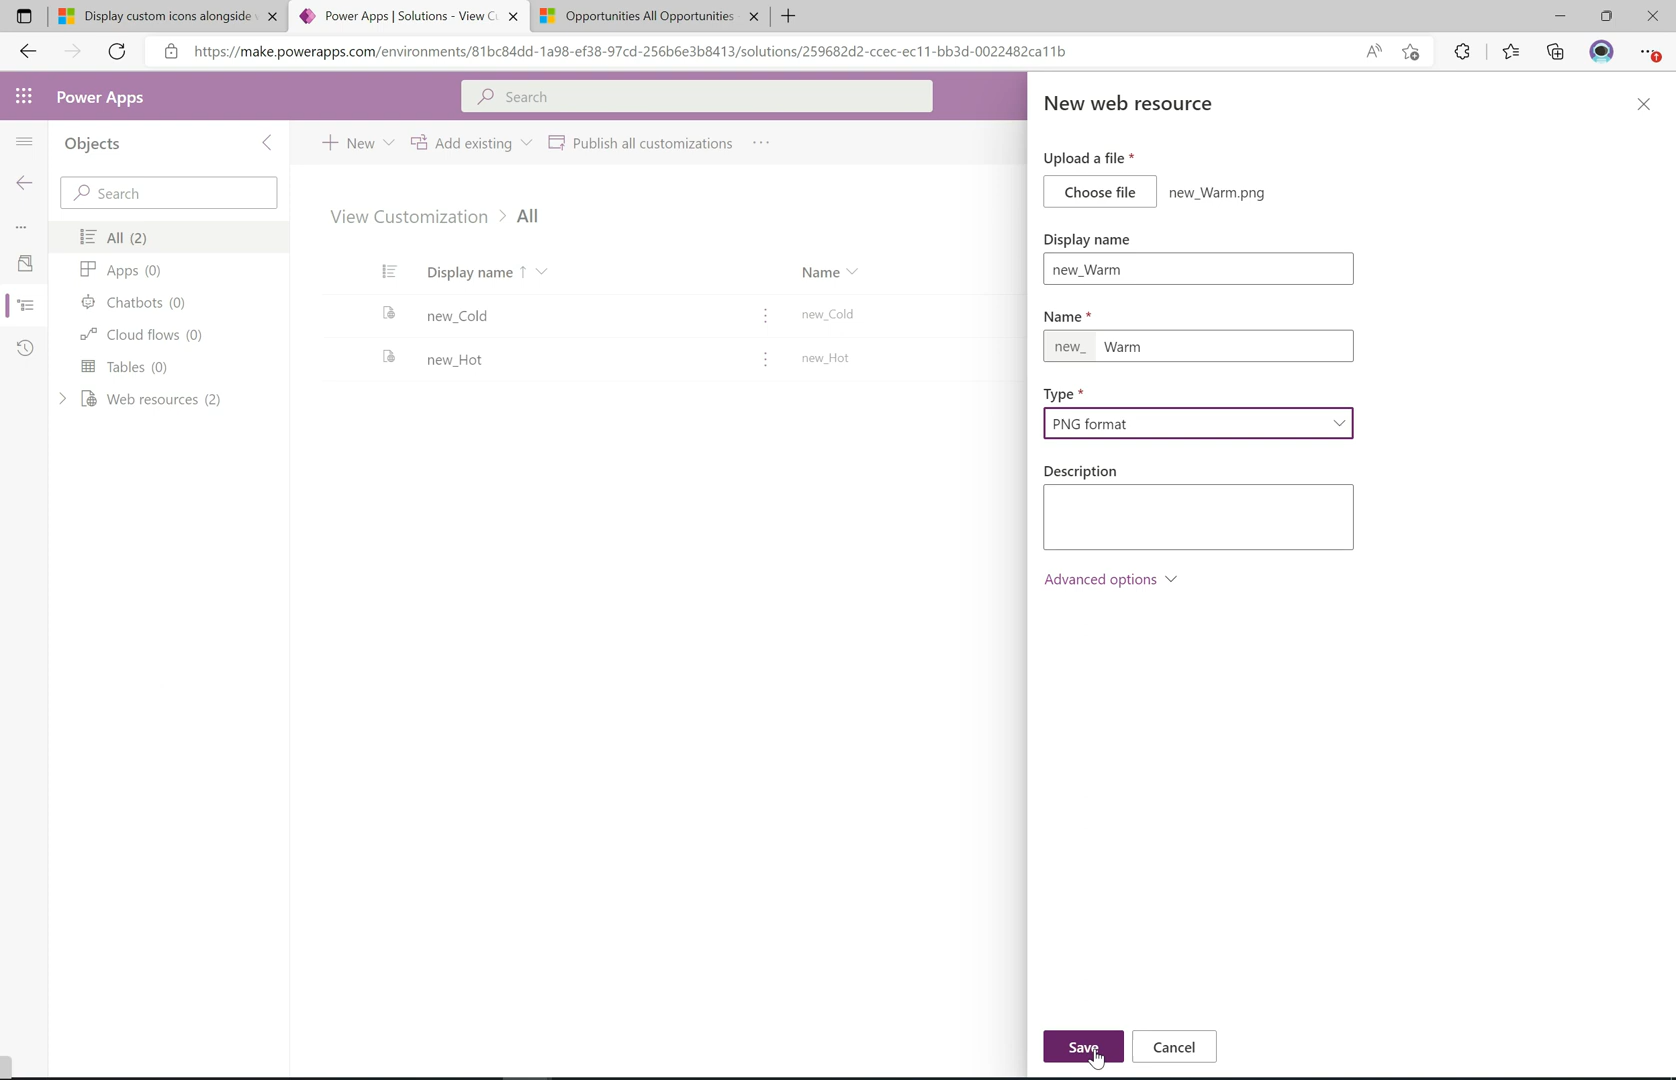 Display custom icons alongside
Power Apps | Solutions - View Cu
Opportunities All Opportunities -
https://make.powerapps.com/environments/81bc84dd-1a98-ef38-97cd-256b6e3b8413/solutions/259682d2-ccec-ec11-bb3d-0022482ca11b
Power Apps
Search
New web resource
Objects
New
Add existing
Publish all customizations
Upload a file *
Search
Choose file
new_Warm.png
View Customization > All
All (2)
Display name
new_Warm
Apps (0)
Display name ↑
Name
Chatbots (0)
new_Cold
new_Cold
Name *
Cloud flows (0)
new_ Warm
new_Hot
new_Hot
Tables (0)
Type *
Web resources (2)
PNG format
Description
Advanced options
Save
Cancel